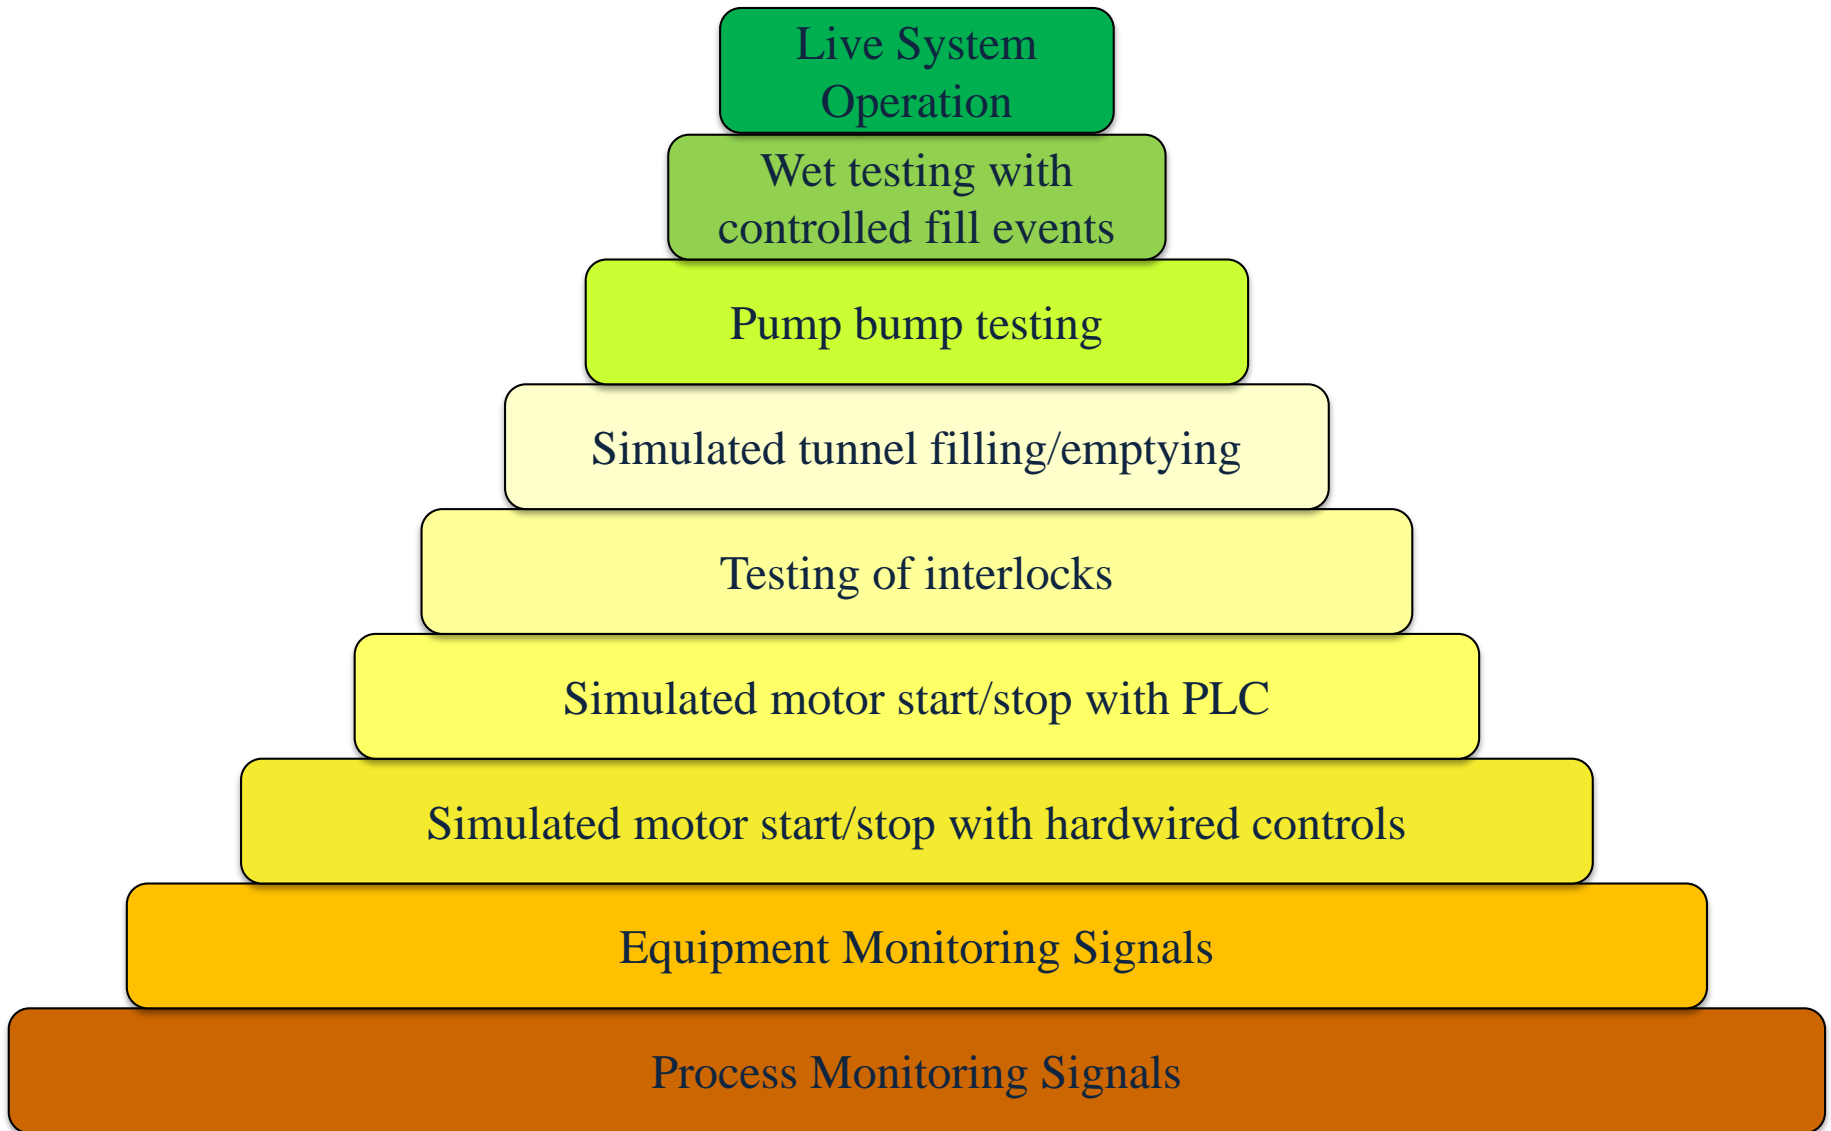 Live System
Operation
Wet testing with
controlled fill events
Pump bump testing
Simulated tunnel filling/emptying
Testing of interlocks
Simulated motor start/stop with PLC
Simulated motor start/stop with hardwired controls
Equipment Monitoring Signals
Process Monitoring Signals